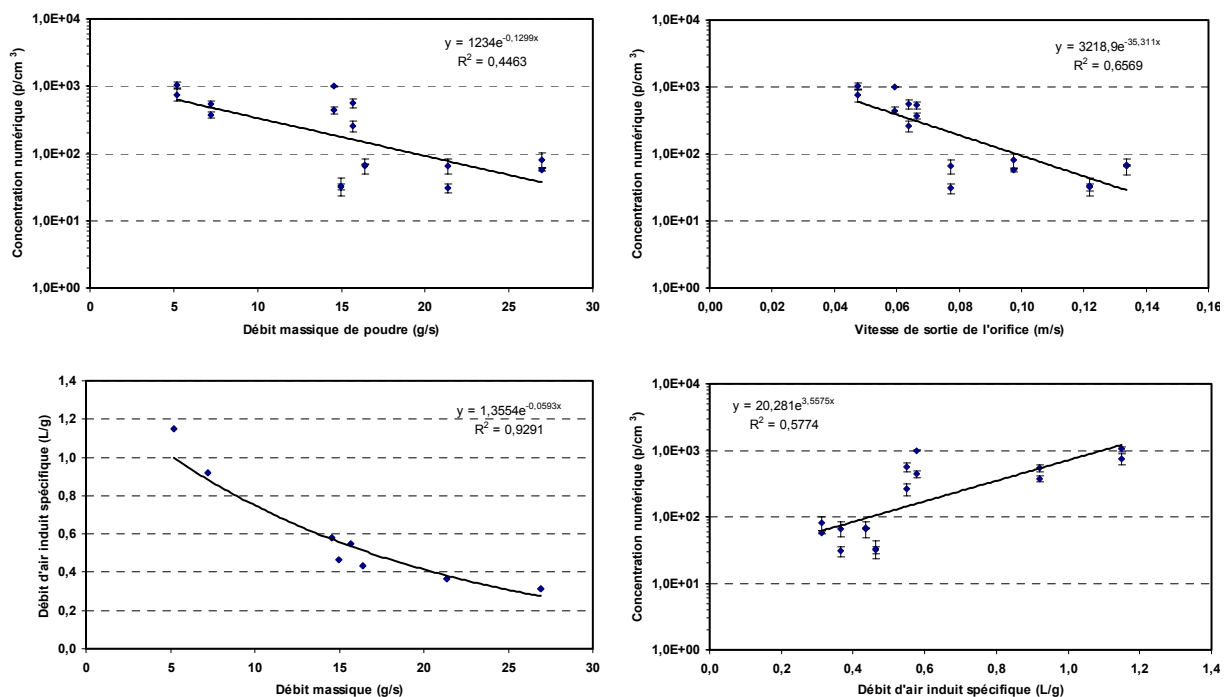 1,0E+04
1,0E+03
1,0E+02
1,0E+01
1,0E+00
Concentration numérique (p/cm³)
y = 1234e^-0,1299x
R² = 0,4463
0 5 10 15 20 25 30
Débit massique de poudre (g/s)
1,0E+04
1,0E+03
1,0E+02
1,0E+01
1,0E+00
Concentration numérique (p/cm³)
y = 3218,9e^-35,311x
R² = 0,6569
0,00 0,02 0,04 0,06 0,08 0,10 0,12 0,14 0,16
Vitesse de sortie de l'orifice (m/s)
1,4
1,2
1,0
0,8
0,6
0,4
0,2
0,0
Débit d'air induit spécifique (L/g)
y = 1,3554e^-0,0593x
R² = 0,9291
0 5 10 15 20 25 30
Débit massique (g/s)
1,0E+04
1,0E+03
1,0E+02
1,0E+01
1,0E+00
Concentration numérique (p/cm³)
y = 20,281e^3,5575x
R² = 0,5774
0,0 0,2 0,4 0,6 0,8 1,0 1,2 1,4
Débit d'air induit spécifique (L/g)